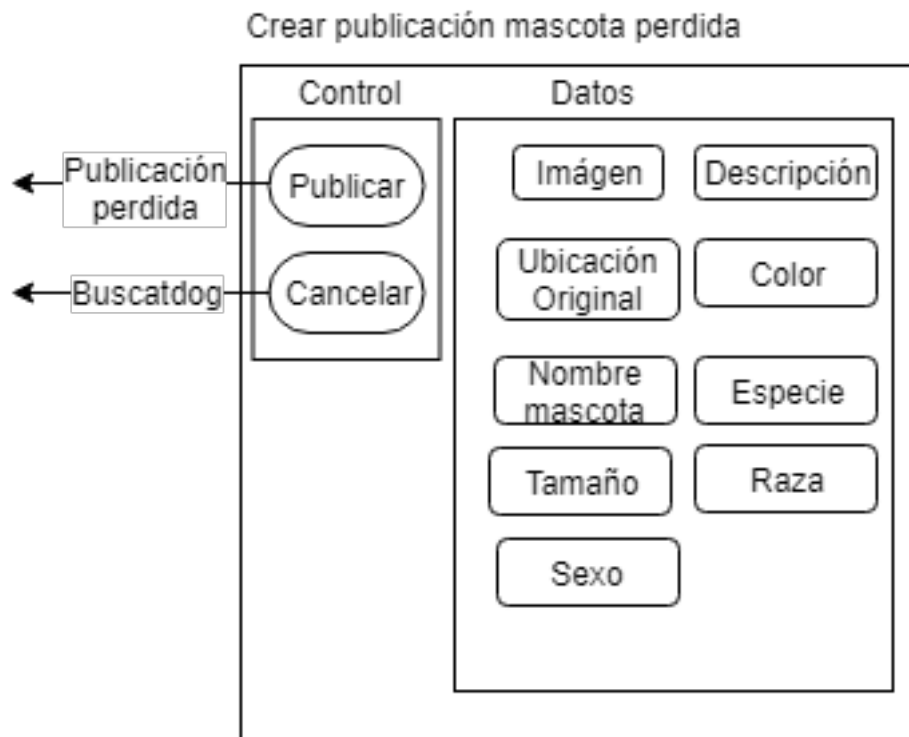 Crear publicación mascota perdida
Control
Datos
Publicación
perdida
Publicar
Buscatdog
Cancelar
Imágen
Descripción
Ubicación
Original
Color
Nombre
mascota
Especie
Tamaño
Raza
Sexo